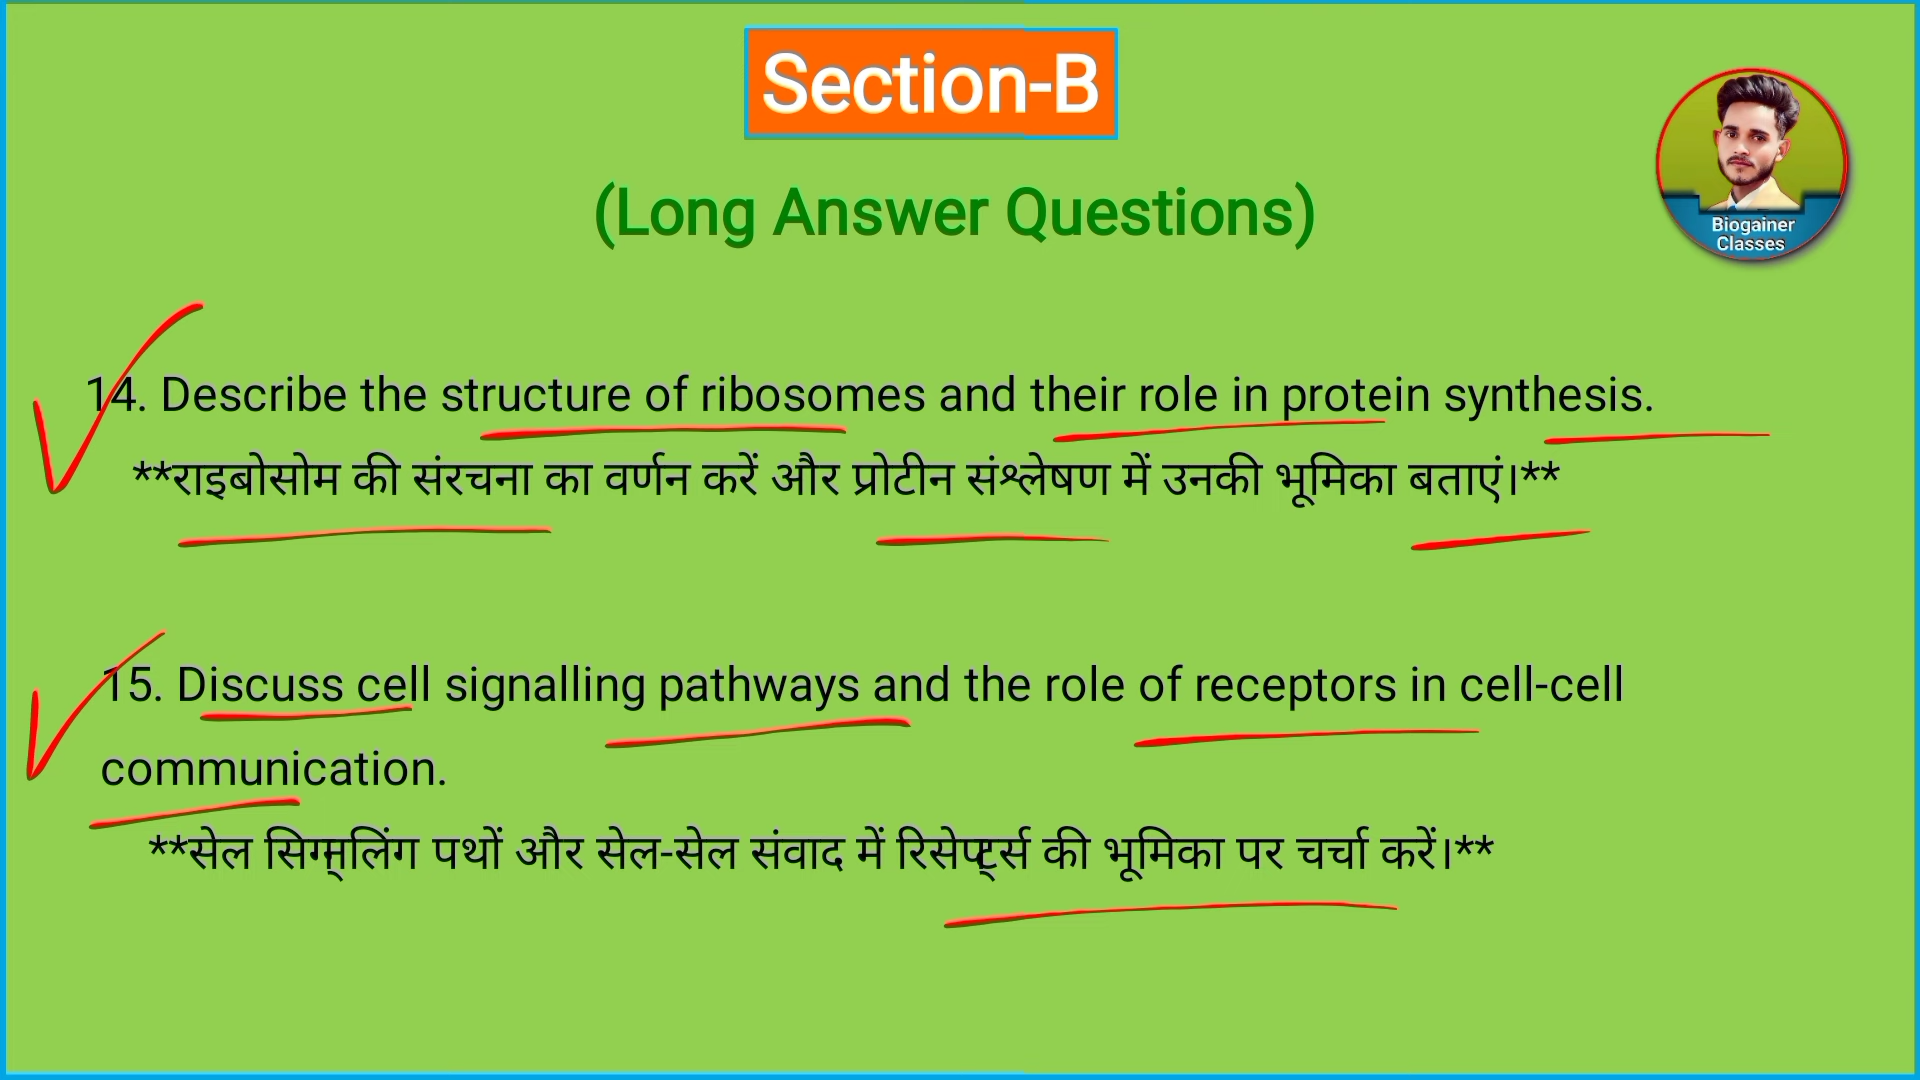 Section-B
(Long Answer Questions)
Biogainer
Classes
14. Describe the structure of ribosomes and their role in protein synthesis.
**राइबोसोम की संरचना का वर्णन करें और प्रोटीन संश्लेषण में उनकी भूमिका बताएं।**
15. Discuss cell signalling pathways and the role of receptors in cell-cell
communication.
**सेल सिग्नलिंग पथों और सेल-सेल संवाद में रिसेप्टर्स की भूमिका पर चर्चा करें।**